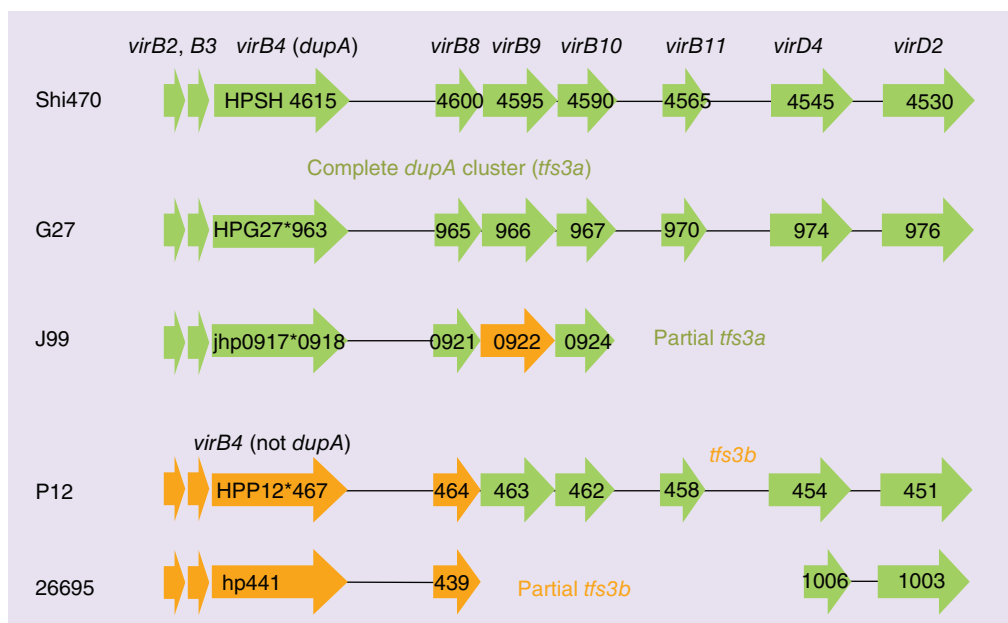 virB2, B3 virB4 (dupA) virB8 virB9 virB10 virB11 virD4 virD2
Shi470 HPSH 4615 4600 4595 4590 4565 4545 4530
Complete dupA cluster (tfs3a)
G27 HPG27*963 965 966 967 970 974 976
J99 jhp0917*0918 0921 0922 0924 Partial tfs3a
virB4 (not dupA) tfs3b
P12 HPP12*467 464 463 462 458 454 451
26695 hp441 439 Partial tfs3b 1006 1003